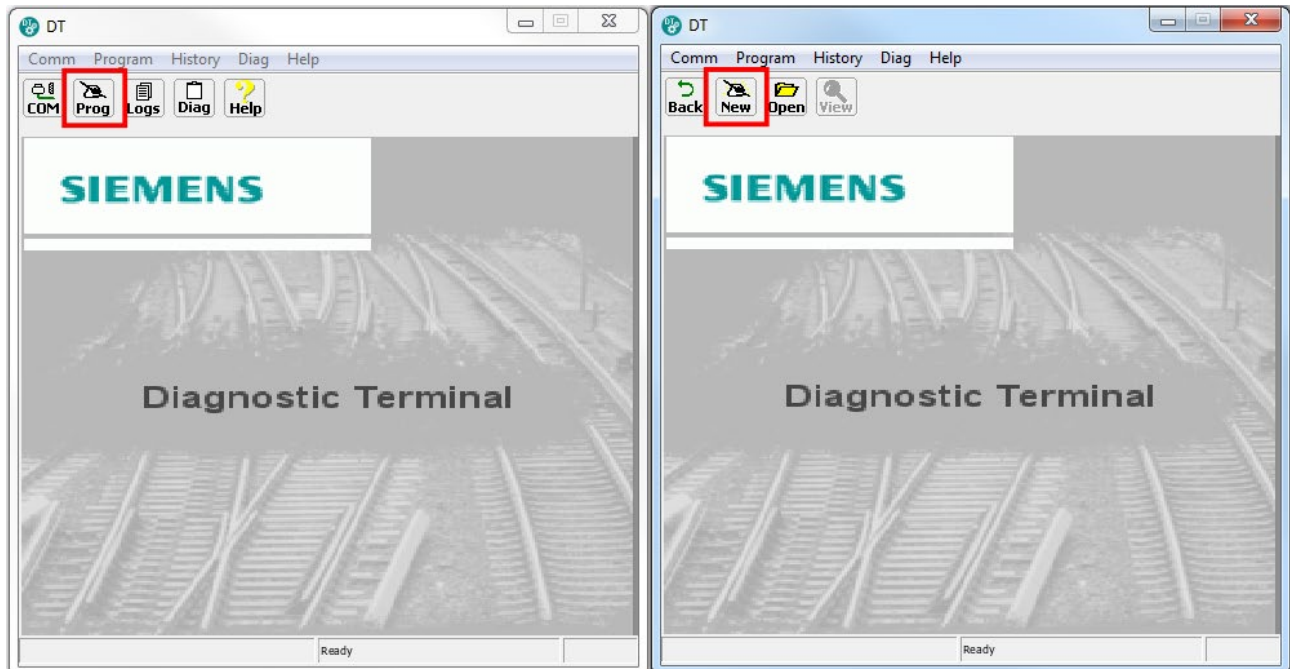 DT
Comm Program History Diag Help
COM Prog Logs Diag Help
SIEMENS
Diagnostic Terminal
Ready
DT
Comm Program History Diag Help
Back New Open View
SIEMENS
Diagnostic Terminal
Ready